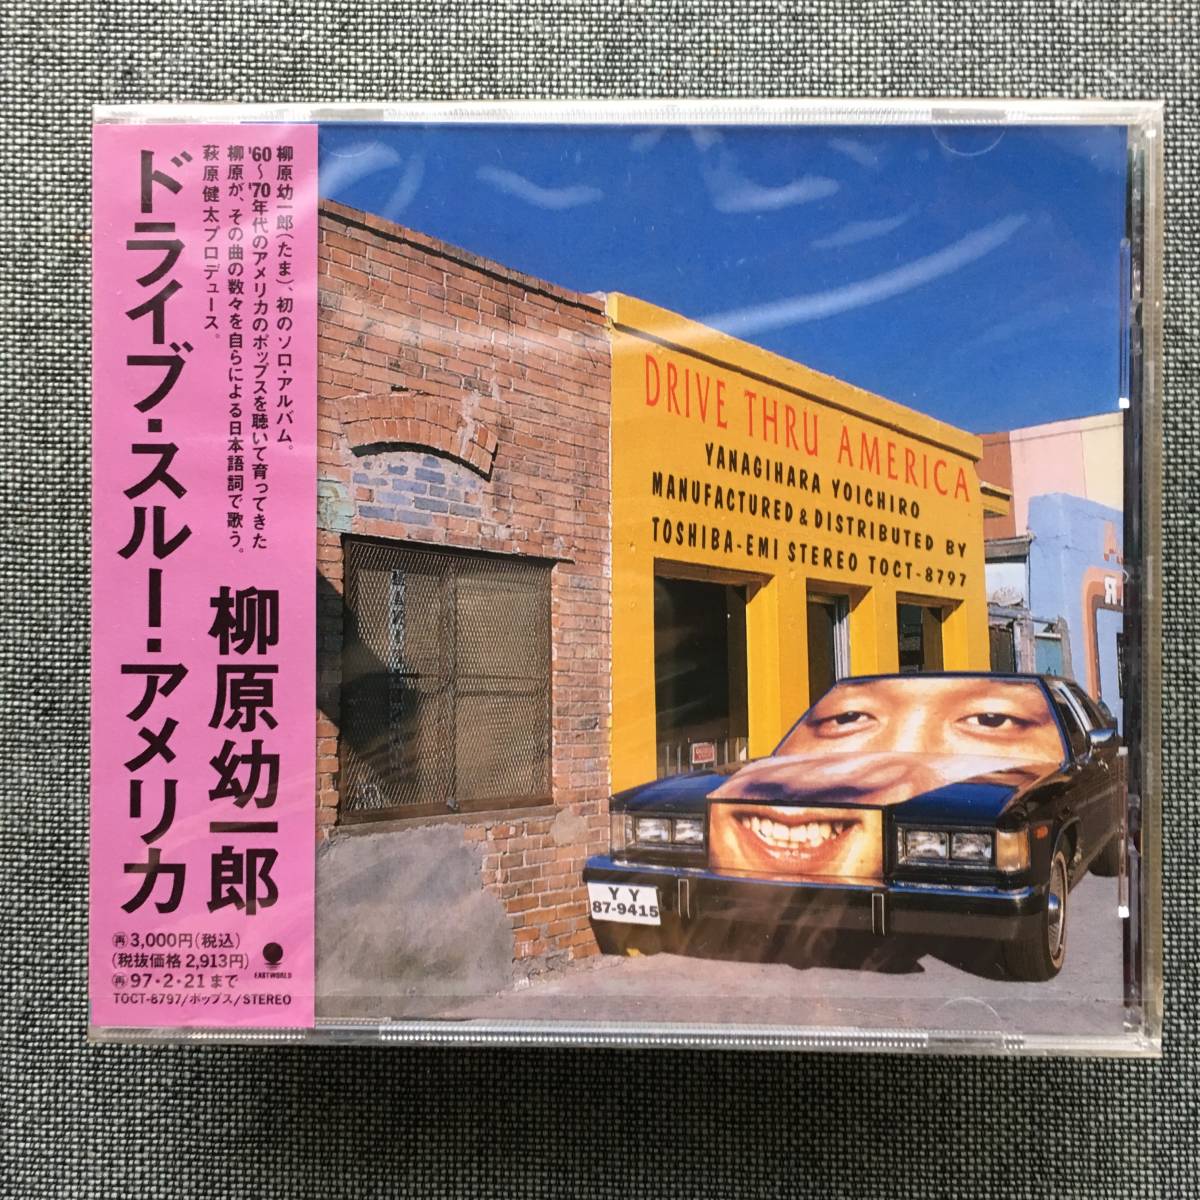 柳原幼一郎(たま)、初のソロ・アルバム。
'60〜'70年代のアメリカのポップスを聴いて育ってきた
柳原が、その曲の数々を自らによる日本語詞で歌う。
萩原健太プロデュース。
ドライブ・スルー・アメリカ
柳原幼一郎
再3,000円(税込)
(税抜価格 2,913円)
再97・2・21まで
TOCT-8797/ポップス/STEREO
EASTWORLD
DRIVE THRU AMERICA
YANAGIHARA YOICHIRO
MANUFACTURED & DISTRIBUTED BY
TOSHIBA-EMI STEREO TOCT-8797
Y Y
87-9415